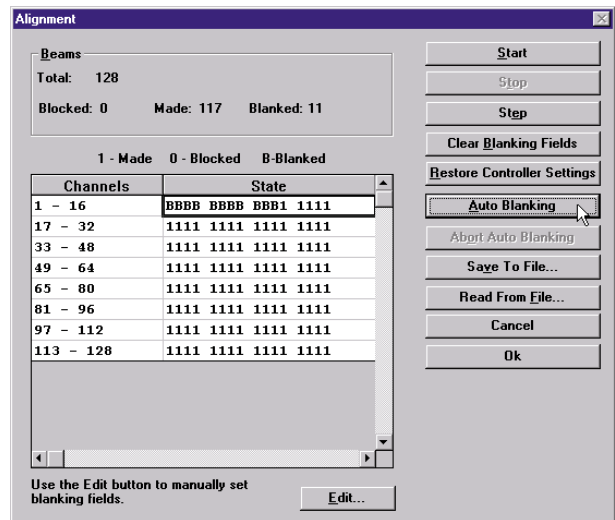 Alignment
Beams
Total: 128
Blocked: 0 Made: 117 Blanked: 11
1 - Made 0 - Blocked B-Blanked
Channels State
1 - 16 BBBB BBBB BBB1 1111
17 - 32 1111 1111 1111 1111
33 - 48 1111 1111 1111 1111
49 - 64 1111 1111 1111 1111
65 - 80 1111 1111 1111 1111
81 - 96 1111 1111 1111 1111
97 - 112 1111 1111 1111 1111
113 - 128 1111 1111 1111 1111
Use the Edit button to manually set
blanking fields.
Edit...
Start
Stop
Step
Clear Blanking Fields
Restore Controller Settings
Auto Blanking
Abort Auto Blanking
Save To File...
Read From File...
Cancel
Ok